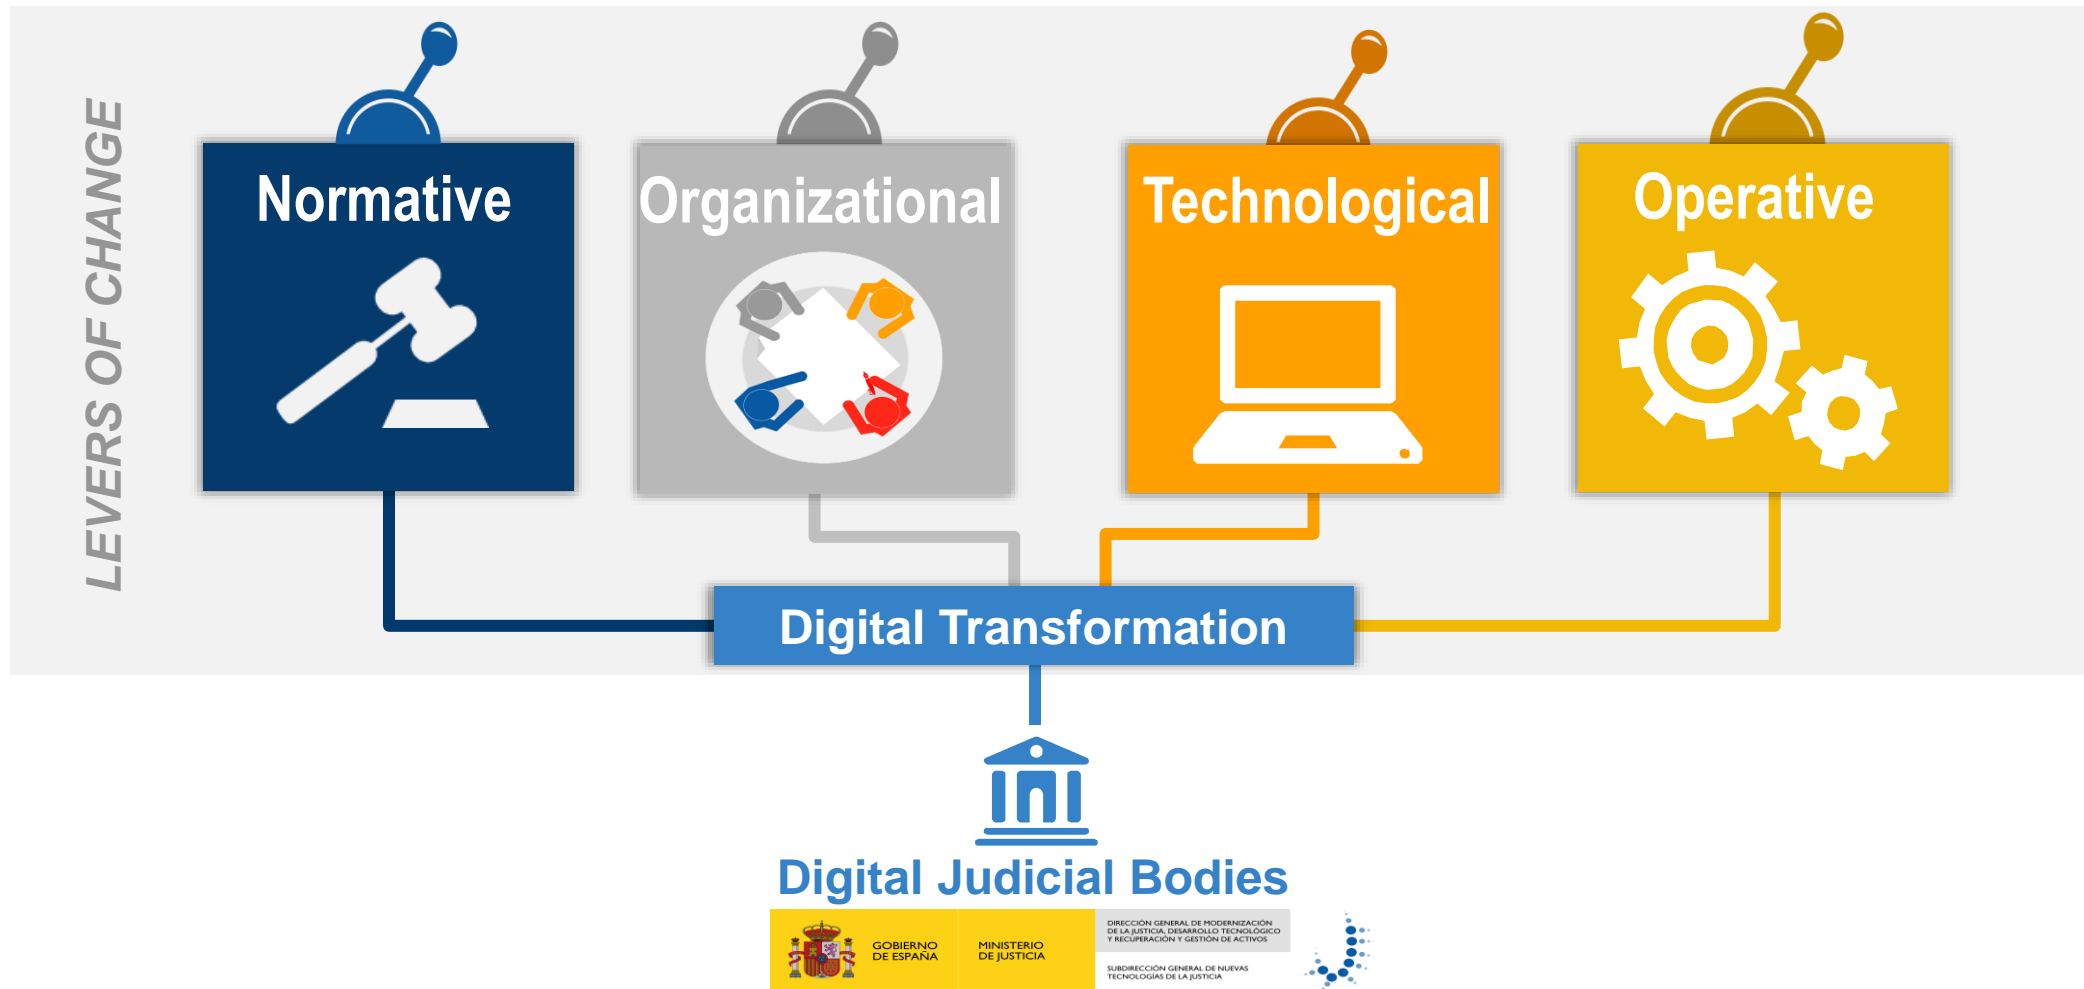 LEVERS OF CHANGE
Normative
Organizational
Technological
Operative
Digital Transformation
Digital Judicial Bodies
GOBIERNO
DE ESPAÑA
MINISTERIO
DE JUSTICIA
DIRECCIÓN GENERAL DE MODERNIZACIÓN
DE LA JUSTICIA, DESARROLLO TECNOLÓGICO
Y RECUPERACIÓN Y GESTIÓN DE ACTIVOS
SUBDIRECCIÓN GENERAL DE NUEVAS
TECNOLOGÍAS DE LA JUSTICIA